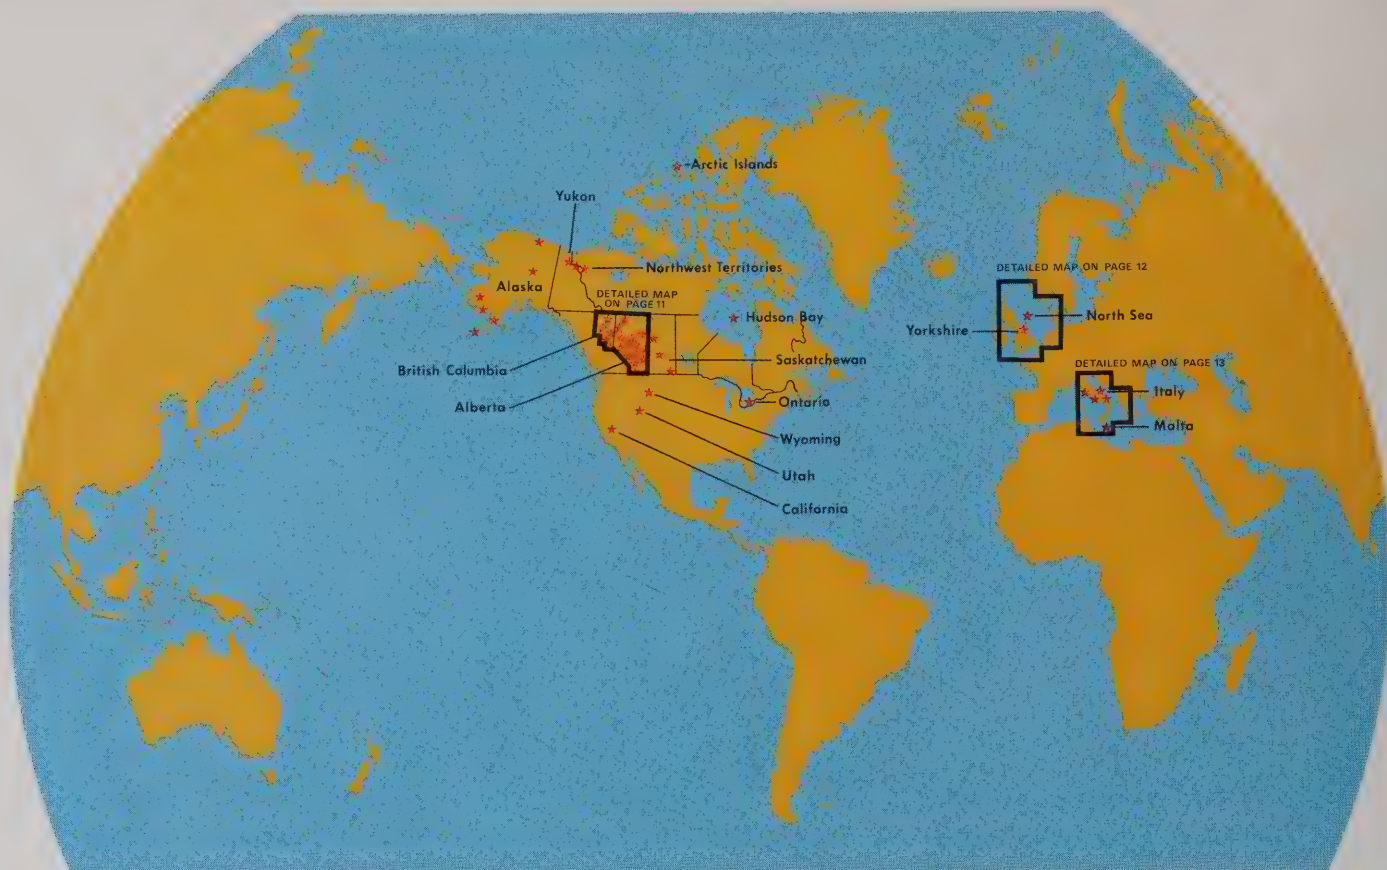 Arctic Islands
Yukon
Northwest Territories
Alaska
DETAILED MAP
ON PAGE 11
Hudson Bay
British Columbia
Saskatchewan
Alberta
Ontario
Wyoming
Utah
California
DETAILED MAP ON PAGE 12
North Sea
Yorkshire
DETAILED MAP ON PAGE 13
Italy
Malta